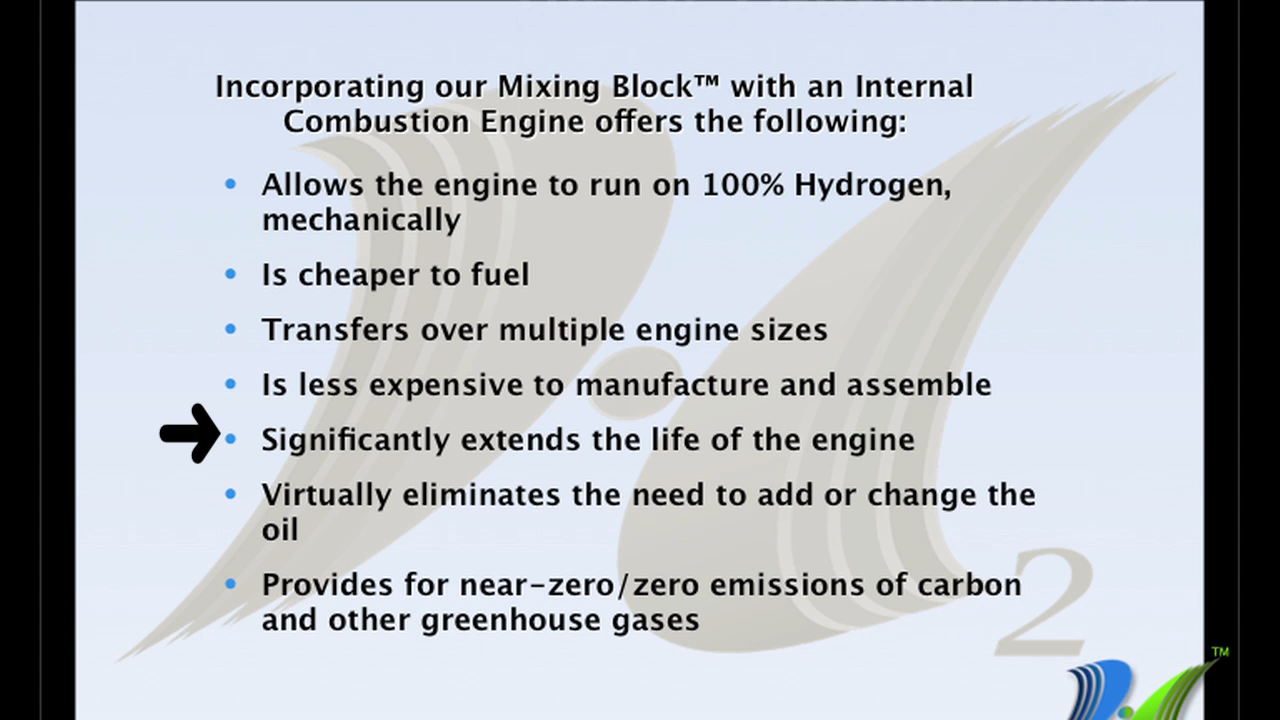 Incorporating our Mixing Block™ with an Internal
Combustion Engine offers the following:
• Allows the engine to run on 100% Hydrogen,
mechanically
• Is cheaper to fuel
• Transfers over multiple engine sizes
• Is less expensive to manufacture and assemble
• Significantly extends the life of the engine
• Virtually eliminates the need to add or change the
oil
• Provides for near-zero/zero emissions of carbon
and other greenhouse gases
2
TM